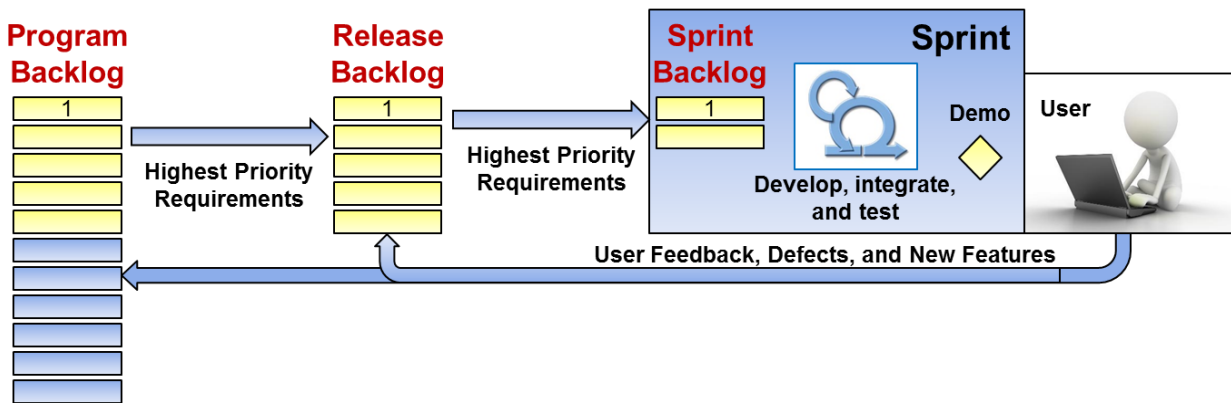 Program
Backlog
1
Highest Priority
Requirements
Release
Backlog
1
Highest Priority
Requirements
Sprint
Sprint
Backlog
1
Develop, integrate,
and test
Demo
User
User Feedback, Defects, and New Features